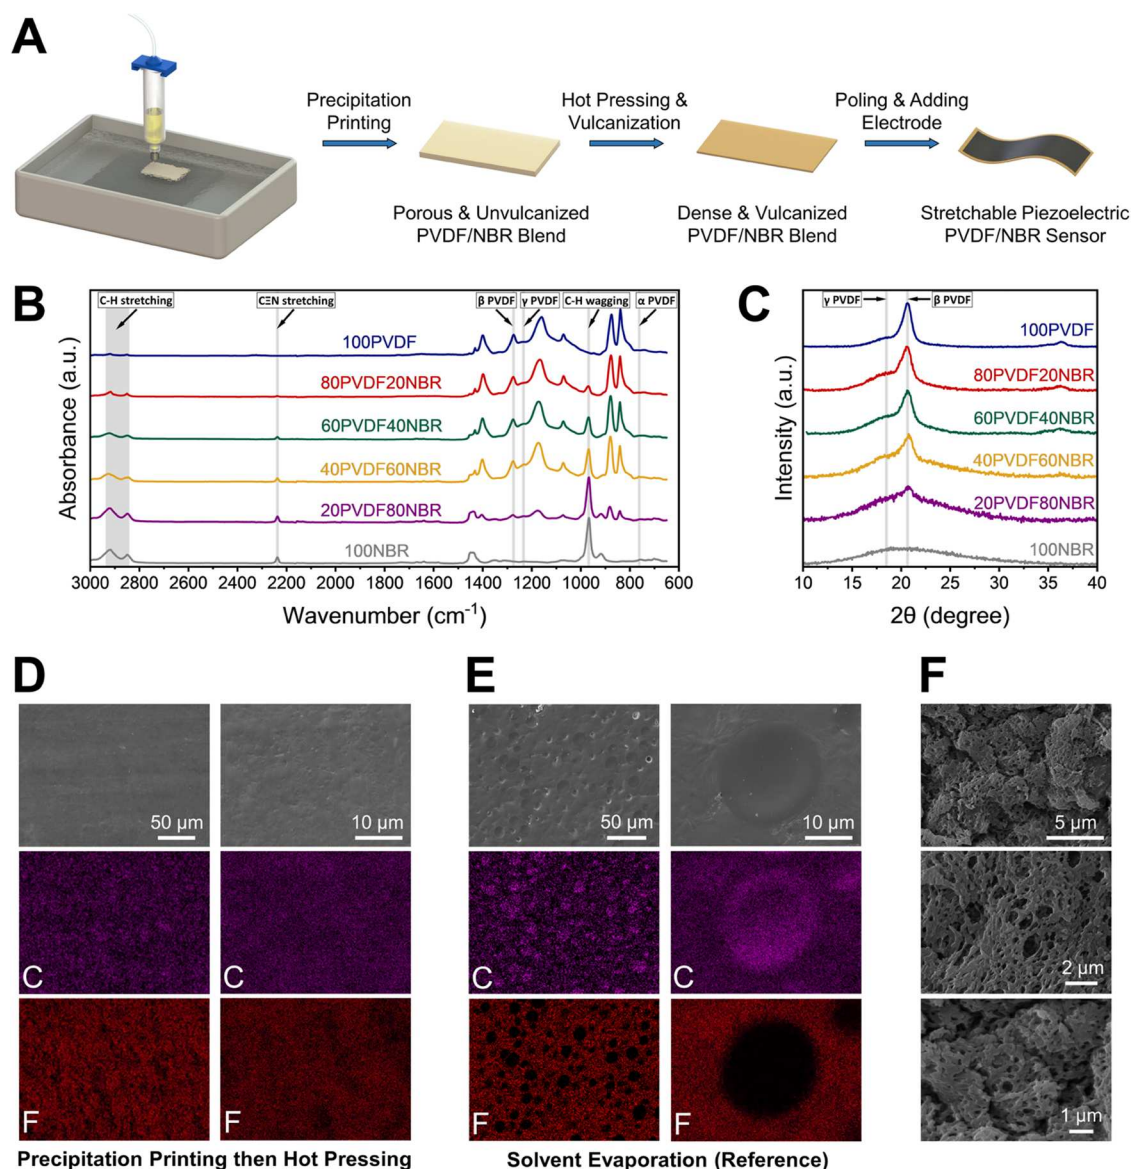 A
Precipitation
Printing
Hot Pressing &
Vulcanization
Poling & Adding
Electrode
Porous & Unvulcanized
PVDF/NBR Blend
Dense & Vulcanized
PVDF/NBR Blend
Stretchable Piezoelectric
PVDF/NBR Sensor
B
C-H stretching
CΞN stretching
β PVDF
γ PVDF
C-H wagging
α PVDF
100PVDF
80PVDF20NBR
60PVDF40NBR
40PVDF60NBR
20PVDF80NBR
100NBR
Absorbance (a.u.)
3000 2600 2200 1800 1400 1200 1000 800 600
Wavenumber (cm⁻¹)
C
γ PVDF
β PVDF
100PVDF
80PVDF20NBR
60PVDF40NBR
40PVDF60NBR
20PVDF80NBR
100NBR
Intensity (a.u.)
10 15 20 25 30 35 40
2θ (degree)
D
50 µm
10 µm
C
C
F
F
Precipitation Printing then Hot Pressing
E
50 µm
10 µm
C
C
F
F
Solvent Evaporation (Reference)
F
5 µm
2 µm
1 µm